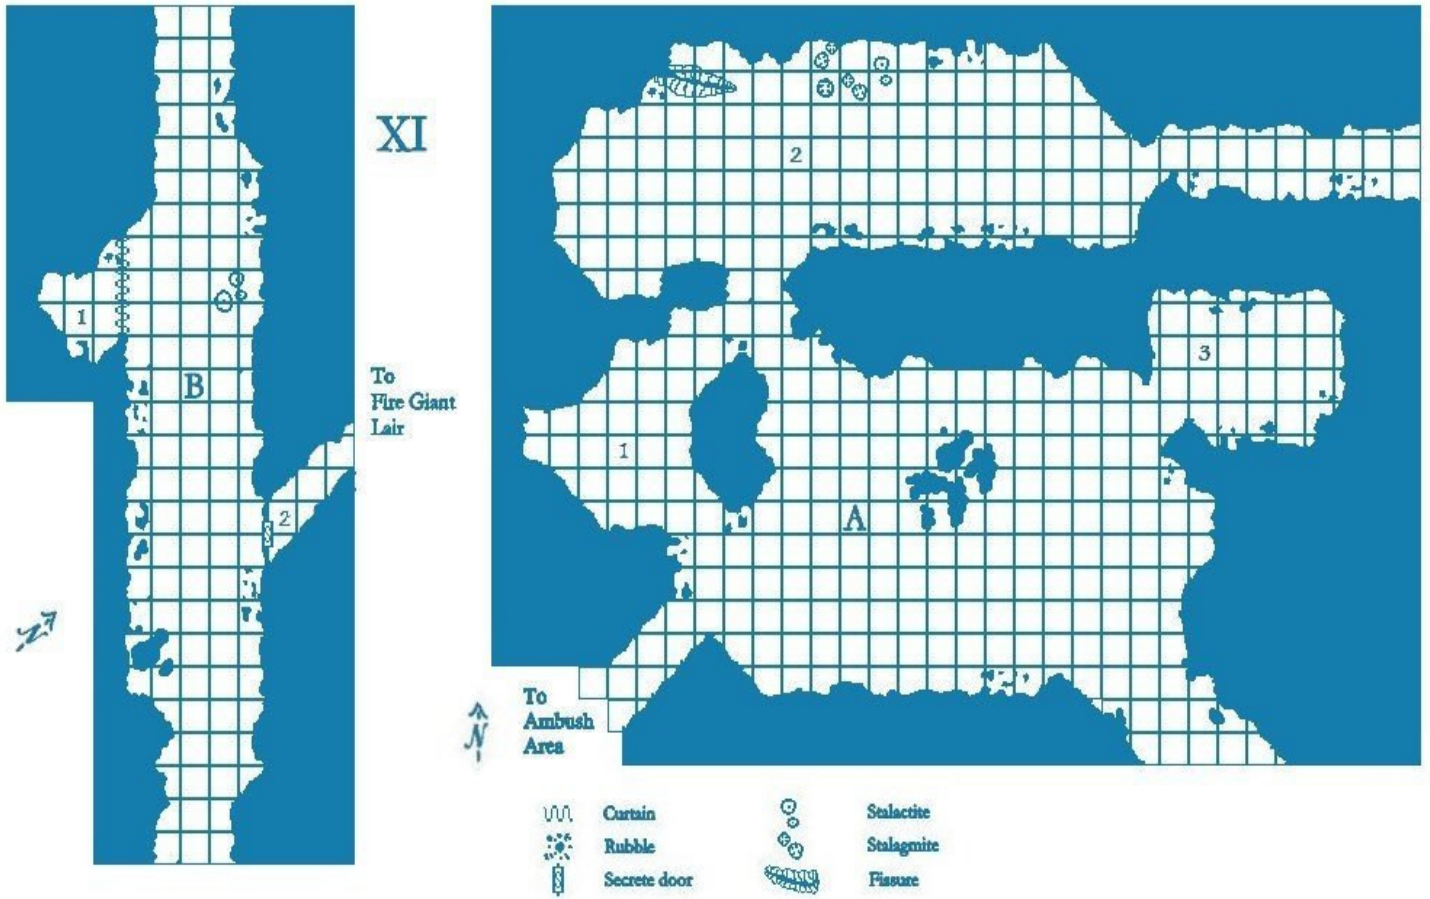 XI
1
B
To
Fire Giant
Lair
2
N
2
3
1
A
To
Ambush
Area
N
Curtain
Rubble
Secrete door
Stalactite
Stalagmite
Fissure